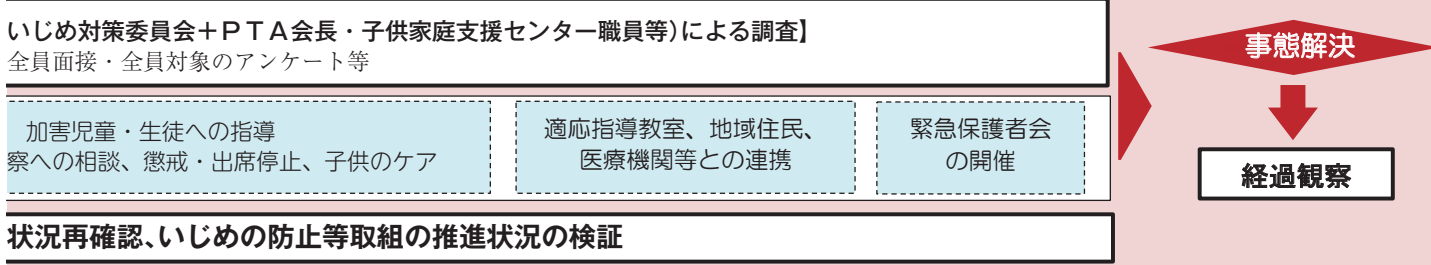 いじめ対策委員会＋ＰＴＡ会長・子供家庭支援センター職員等)による調査】
全員面接・全員対象のアンケート等
加害児童・生徒への指導
察への相談、懲戒・出席停止、子供のケア
適応指導教室、地域住民、
医療機関等との連携
緊急保護者会
の開催
状況再確認、いじめの防止等取組の推進状況の検証
事態解決
経過観察